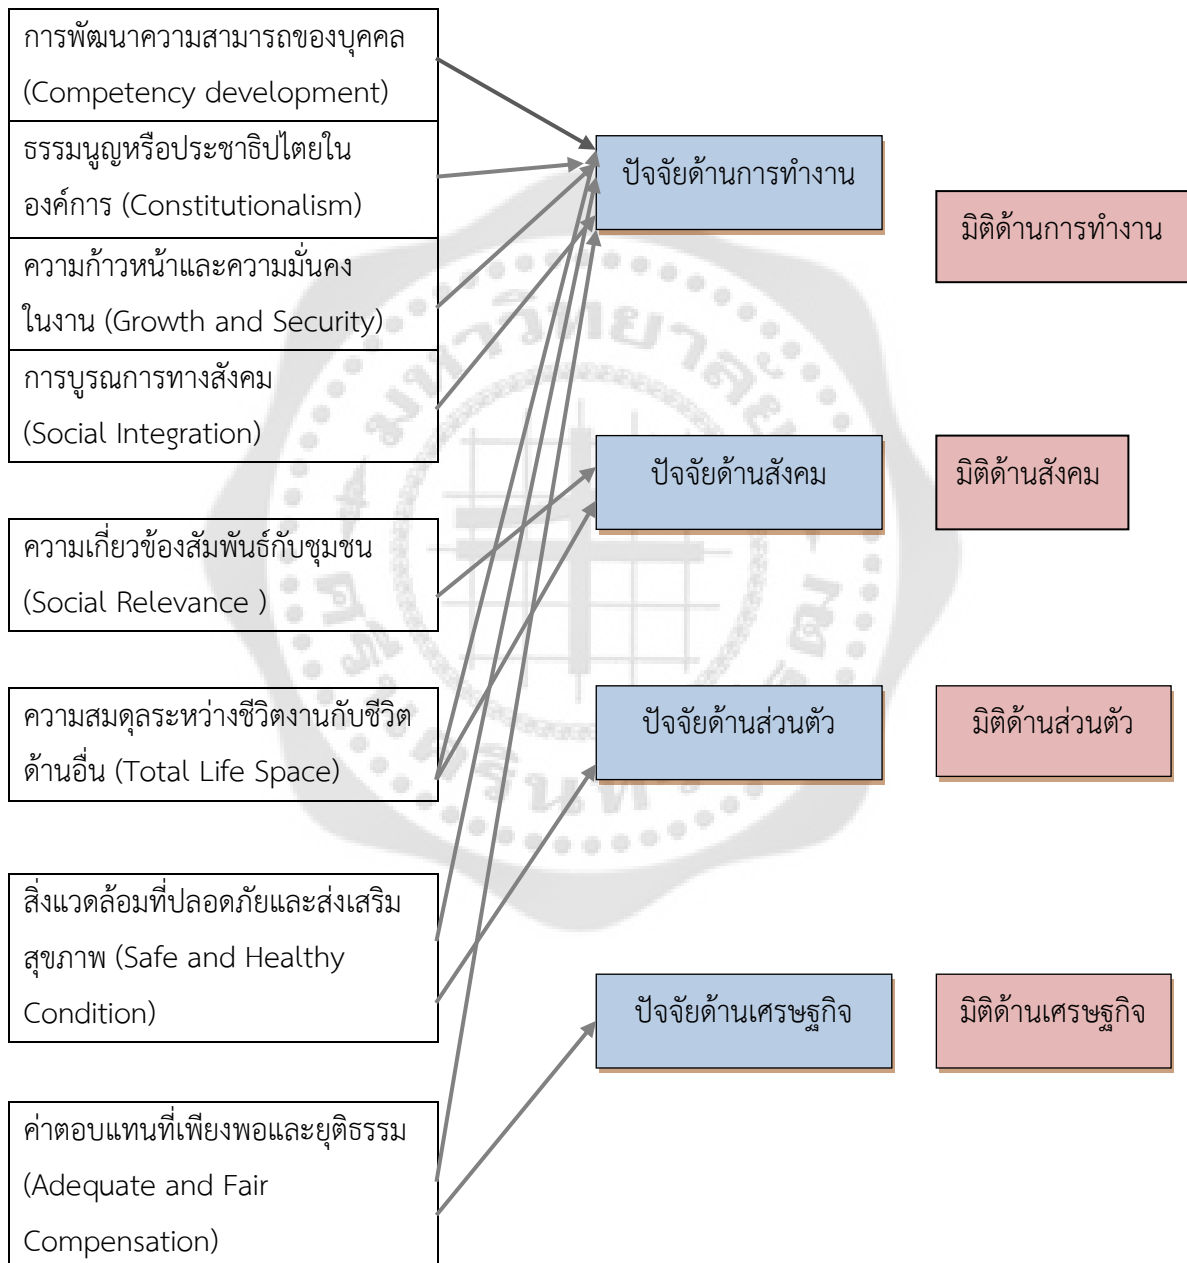 การพัฒนาความสามารถของบุคคล
(Competency development)
ธรรมนูญหรือประชาธิปไตยใน
องค์การ (Constitutionalism)
ความก้าวหน้าและความมั่นคง
ในงาน (Growth and Security)
การบูรณการทางสังคม
(Social Integration)
ความเกี่ยวข้องสัมพันธ์กับชุมชน
(Social Relevance )
ความสมดุลระหว่างชีวิตงานกับชีวิต
ด้านอื่น (Total Life Space)
สิ่งแวดล้อมที่ปลอดภัยและส่งเสริม
สุขภาพ (Safe and Healthy
Condition)
ค่าตอบแทนที่เพียงพอและยุติธรรม
(Adequate and Fair
Compensation)
ปัจจัยด้านการทำงาน
ปัจจัยด้านสังคม
ปัจจัยด้านส่วนตัว
ปัจจัยด้านเศรษฐกิจ
มิติด้านการทำงาน
มิติด้านสังคม
มิติด้านส่วนตัว
มิติด้านเศรษฐกิจ
มหาวิทยาลัย